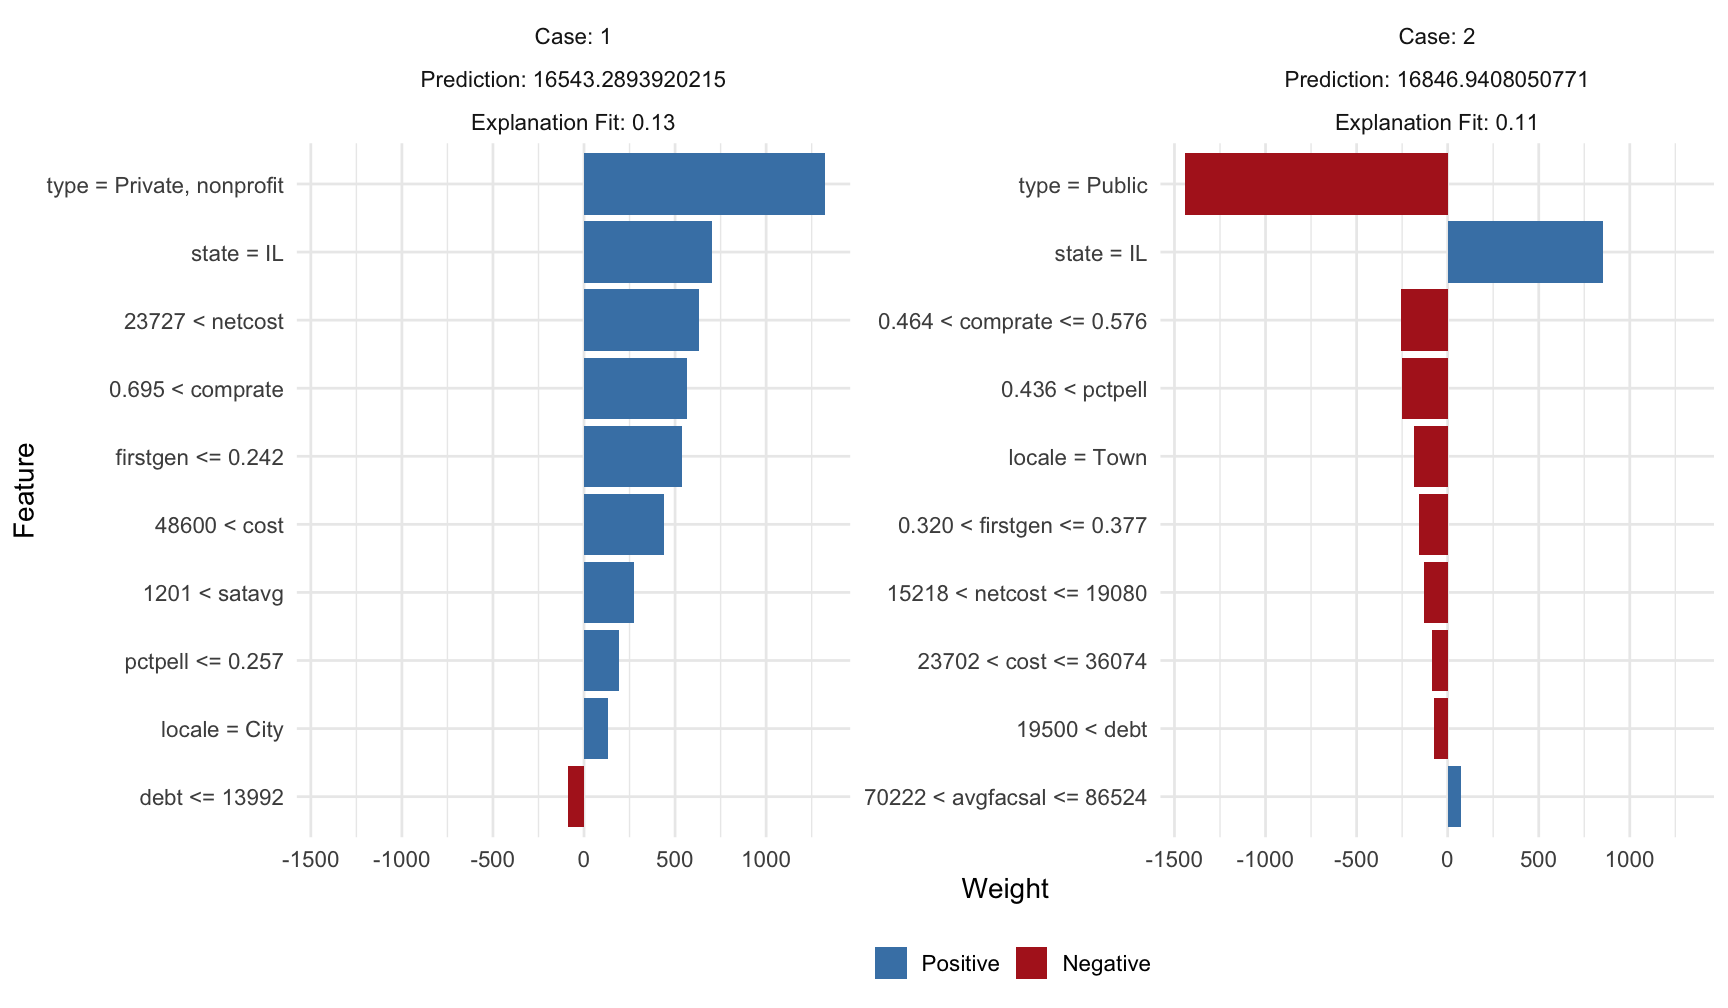 Case: 1
Prediction: 16543.2893920215
Explanation Fit: 0.13
type = Private, nonprofit
state = IL
23727 < netcost
0.695 < comprate
firstgen <= 0.242
48600 < cost
1201 < satavg
pctpell <= 0.257
locale = City
debt <= 13992
-1500 -1000 -500 0 500 1000
Case: 2
Prediction: 16846.9408050771
Explanation Fit: 0.11
type = Public
state = IL
0.464 < comprate <= 0.576
0.436 < pctpell
locale = Town
0.320 < firstgen <= 0.377
15218 < netcost <= 19080
23702 < cost <= 36074
19500 < debt
70222 < avgfacsal <= 86524
-1500 -1000 -500 0 500 1000
Feature
Weight
Positive Negative